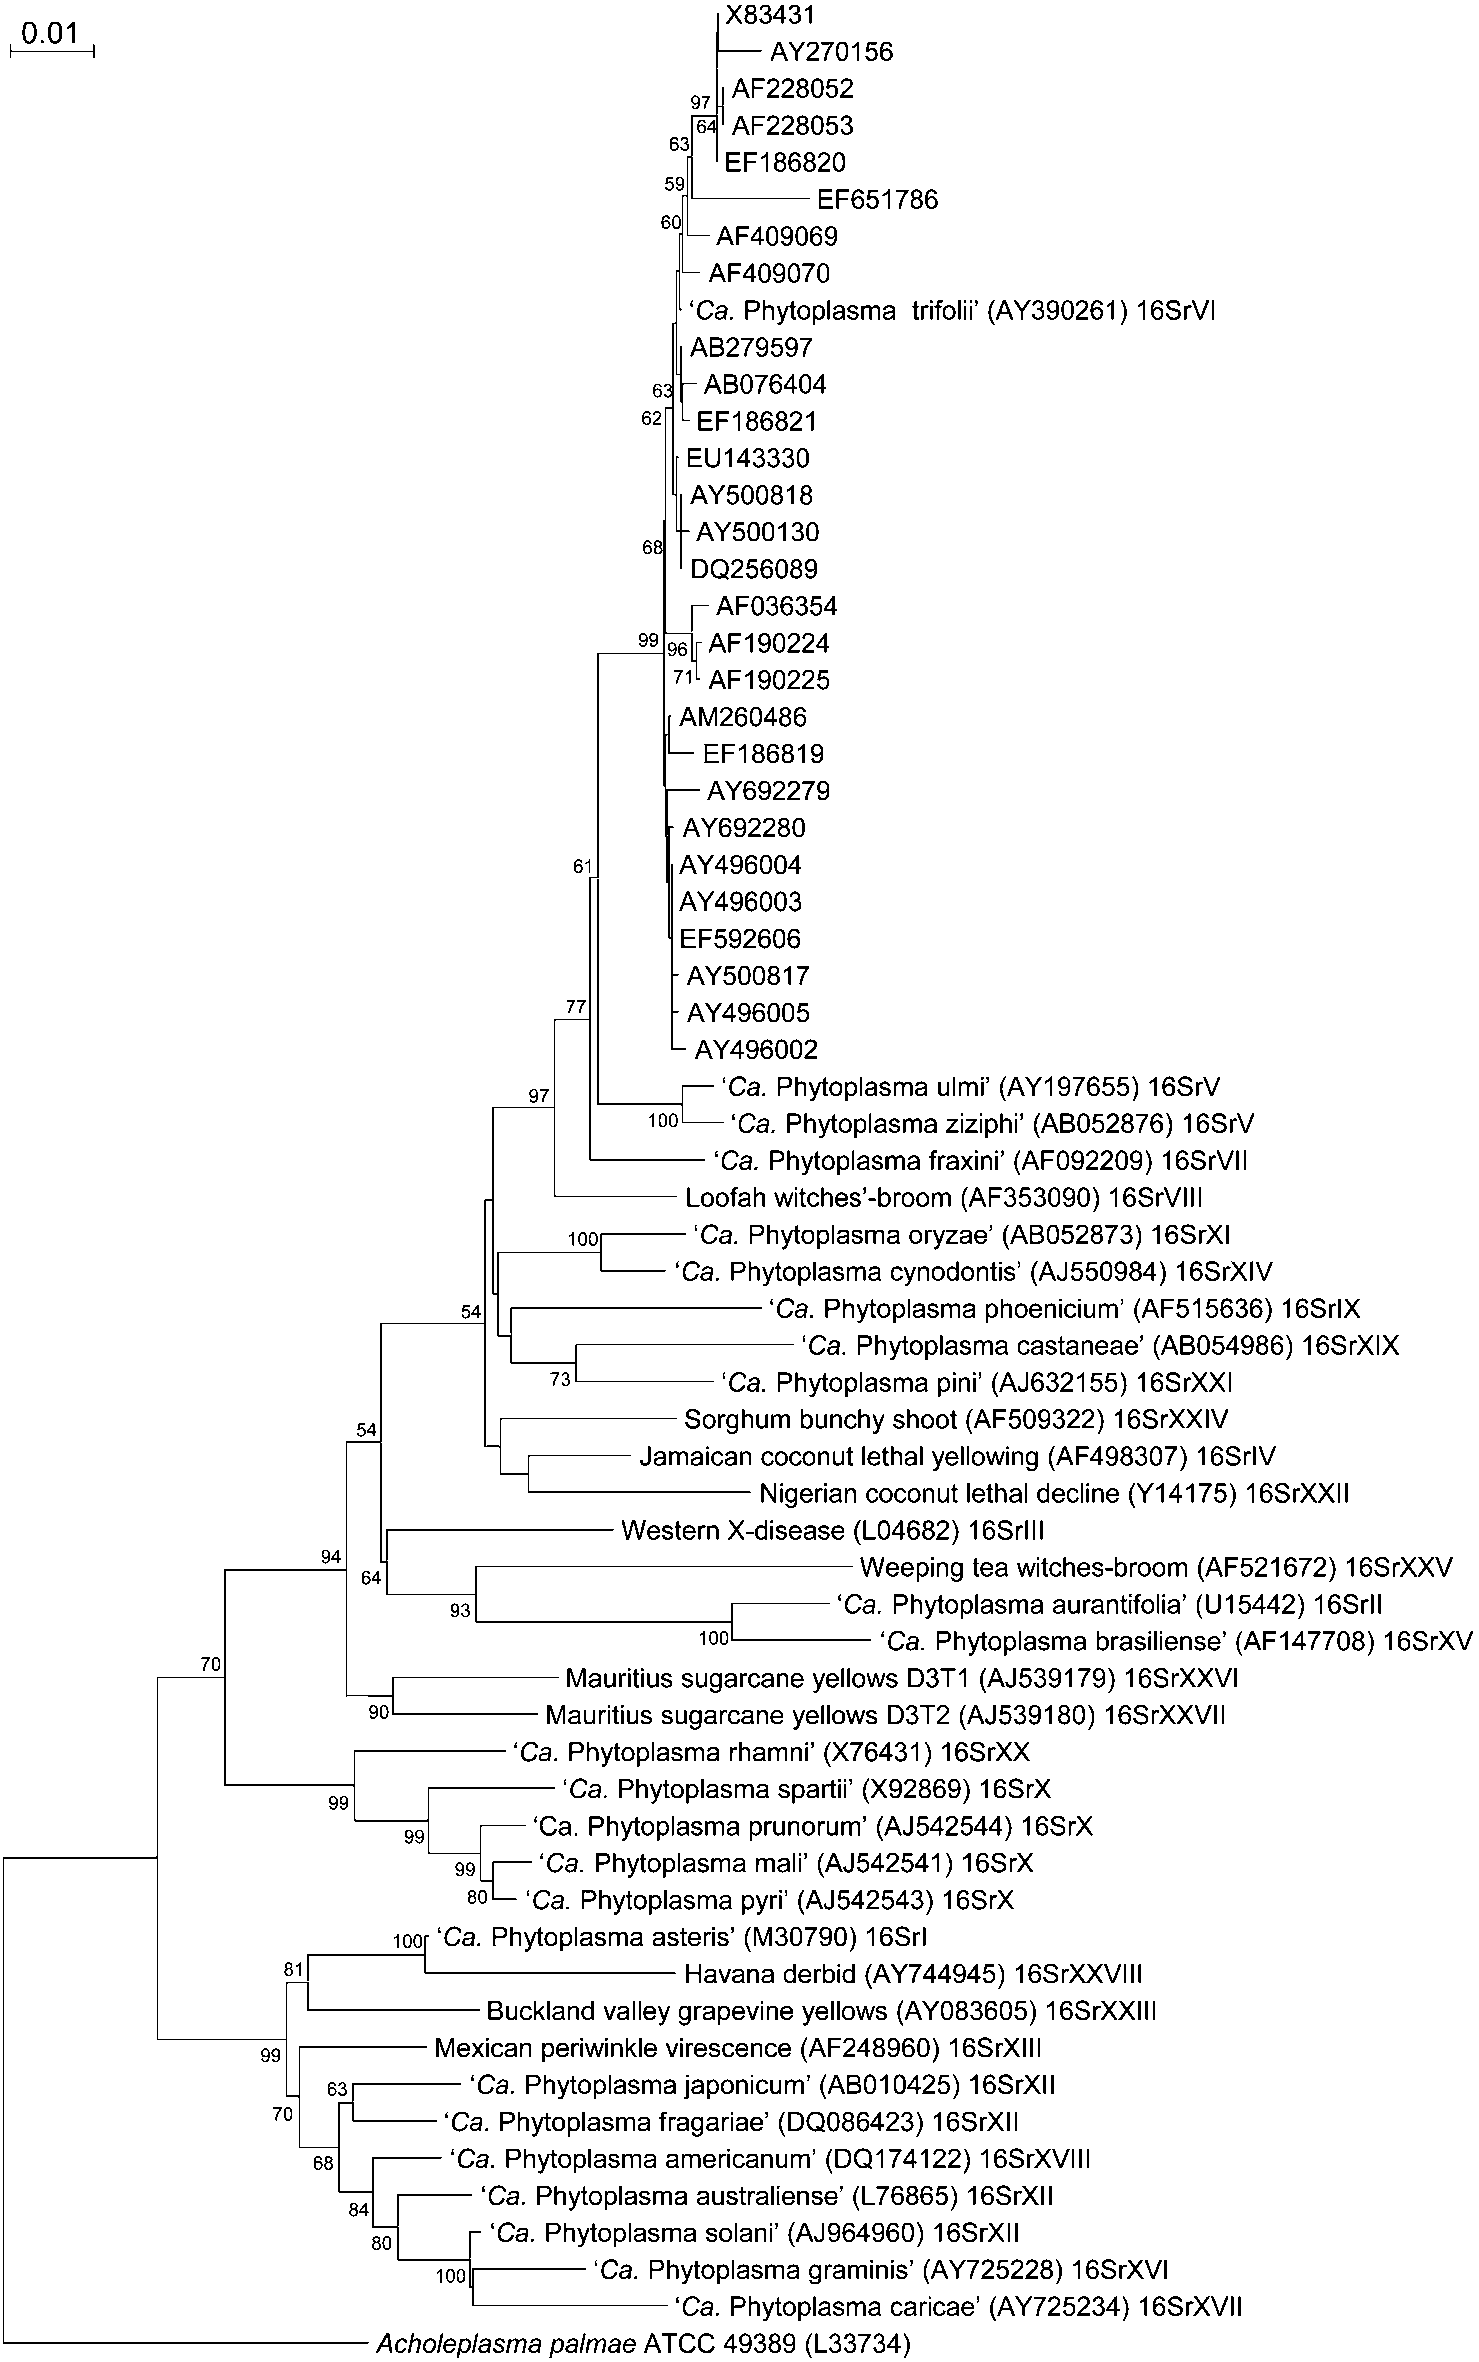 0.01
X83431
AY270156
AF228052
97
64
AF228053
63
EF186820
59
EF651786
60
AF409069
AF409070
‘Ca. Phytoplasma trifolii’ (AY390261) 16SrVI
AB279597
63
AB076404
62
EF186821
EU143330
AY500818
AY500130
68
DQ256089
AF036354
99
96
AF190224
71
AF190225
AM260486
EF186819
AY692279
AY692280
61
AY496004
AY496003
EF592606
AY500817
77
AY496005
AY496002
‘Ca. Phytoplasma ulmi’ (AY197655) 16SrV
97
100
‘Ca. Phytoplasma ziziphi’ (AB052876) 16SrV
‘Ca. Phytoplasma fraxini’ (AF092209) 16SrVII
Loofah witches’-broom (AF353090) 16SrVIII
100
‘Ca. Phytoplasma oryzae’ (AB052873) 16SrXI
‘Ca. Phytoplasma cynodontis’ (AJ550984) 16SrXIV
54
‘Ca. Phytoplasma phoenicium’ (AF515636) 16SrIX
‘Ca. Phytoplasma castaneae’ (AB054986) 16SrXIX
73
‘Ca. Phytoplasma pini’ (AJ632155) 16SrXXI
54
Sorghum bunchy shoot (AF509322) 16SrXXIV
Jamaican coconut lethal yellowing (AF498307) 16SrIV
Nigerian coconut lethal decline (Y14175) 16SrXXII
Western X-disease (L04682) 16SrIII
94
64
Weeping tea witches-broom (AF521672) 16SrXXV
93
‘Ca. Phytoplasma aurantifolia’ (U15442) 16SrII
100
‘Ca. Phytoplasma brasiliense’ (AF147708) 16SrXV
70
Mauritius sugarcane yellows D3T1 (AJ539179) 16SrXXVI
90
Mauritius sugarcane yellows D3T2 (AJ539180) 16SrXXVII
‘Ca. Phytoplasma rhamni’ (X76431) 16SrXX
99
‘Ca. Phytoplasma spartii’ (X92869) 16SrX
99
‘Ca. Phytoplasma prunorum’ (AJ542544) 16SrX
99
‘Ca. Phytoplasma mali’ (AJ542541) 16SrX
80
‘Ca. Phytoplasma pyri’ (AJ542543) 16SrX
100
‘Ca. Phytoplasma asteris’ (M30790) 16SrI
81
Havana derbid (AY744945) 16SrXXVIII
Buckland valley grapevine yellows (AY083605) 16SrXXIII
99
Mexican periwinkle virescence (AF248960) 16SrXIII
63
‘Ca. Phytoplasma japonicum’ (AB010425) 16SrXII
70
‘Ca. Phytoplasma fragariae’ (DQ086423) 16SrXII
68
‘Ca. Phytoplasma americanum’ (DQ174122) 16SrXVIII
84
‘Ca. Phytoplasma australiense’ (L76865) 16SrXII
80
‘Ca. Phytoplasma solani’ (AJ964960) 16SrXII
100
‘Ca. Phytoplasma graminis’ (AY725228) 16SrXVI
‘Ca. Phytoplasma caricae’ (AY725234) 16SrXVII
Acholeplasma palmae ATCC 49389 (L33734)